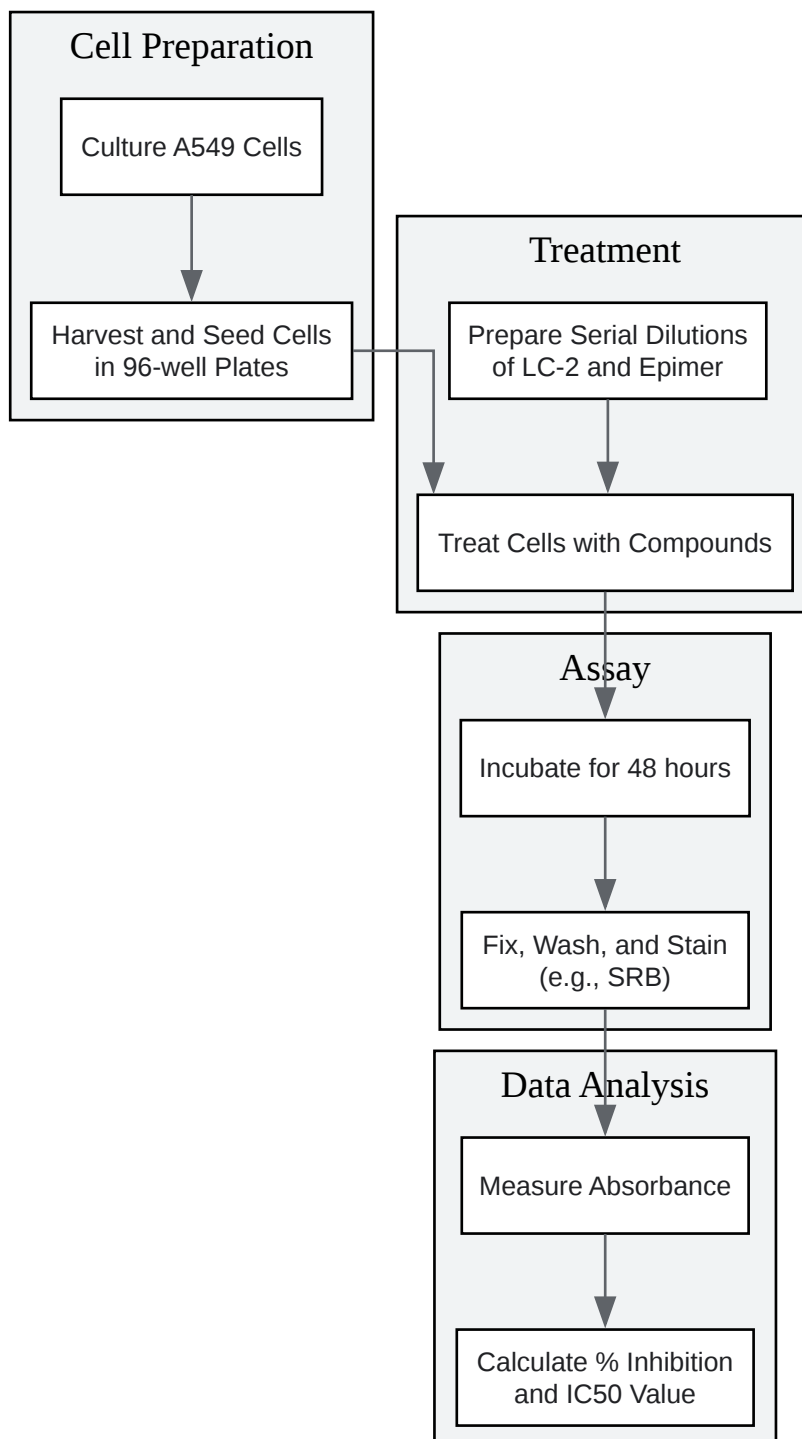 Cell Preparation
Culture A549 Cells
Harvest and Seed Cells
in 96-well Plates
Treatment
Prepare Serial Dilutions
of LC-2 and Epimer
Treat Cells with Compounds
Assay
Incubate for 48 hours
Fix, Wash, and Stain
(e.g., SRB)
Data Analysis
Measure Absorbance
Calculate % Inhibition
and IC50 Value